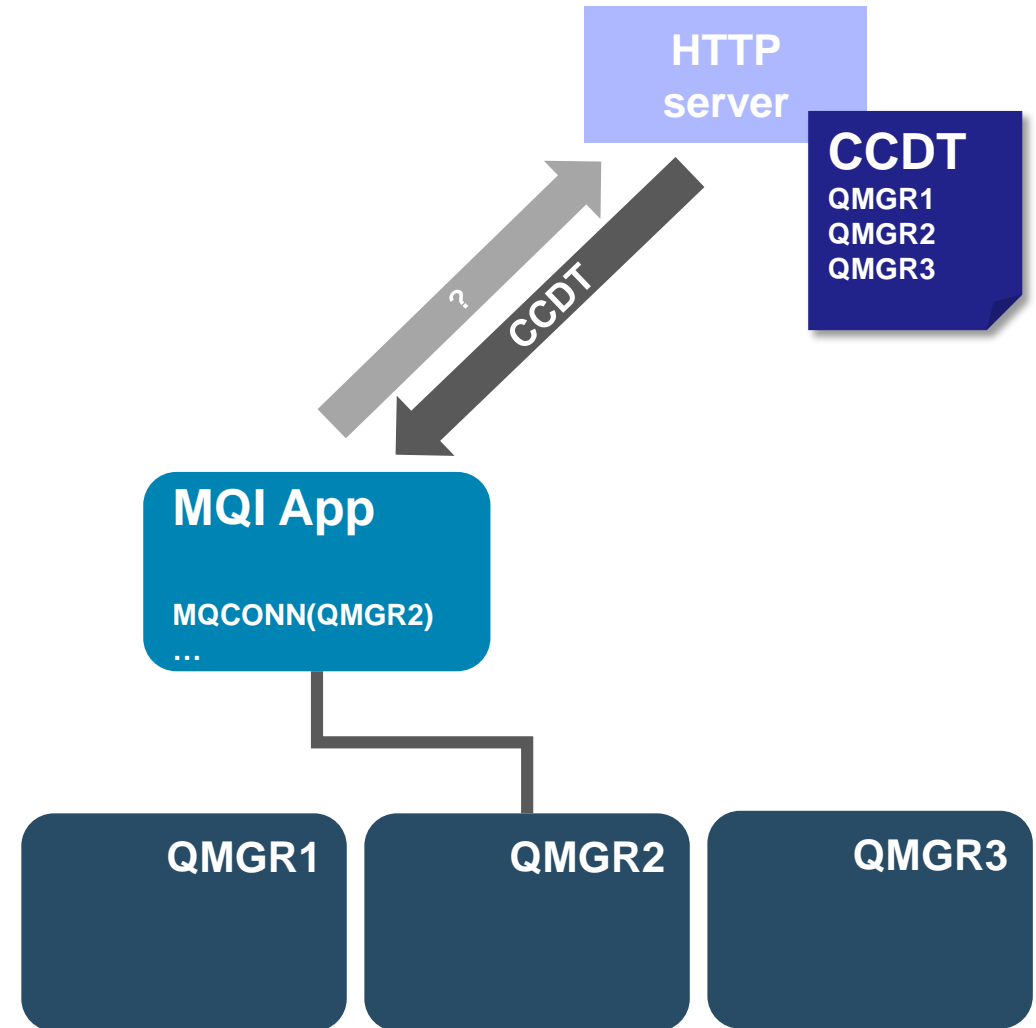 HTTP
server
CCDT
QMGR1
QMGR2
QMGR3
?
CCDT
MQI App
MQCONN(QMGR2)
…
QMGR1
QMGR2
QMGR3